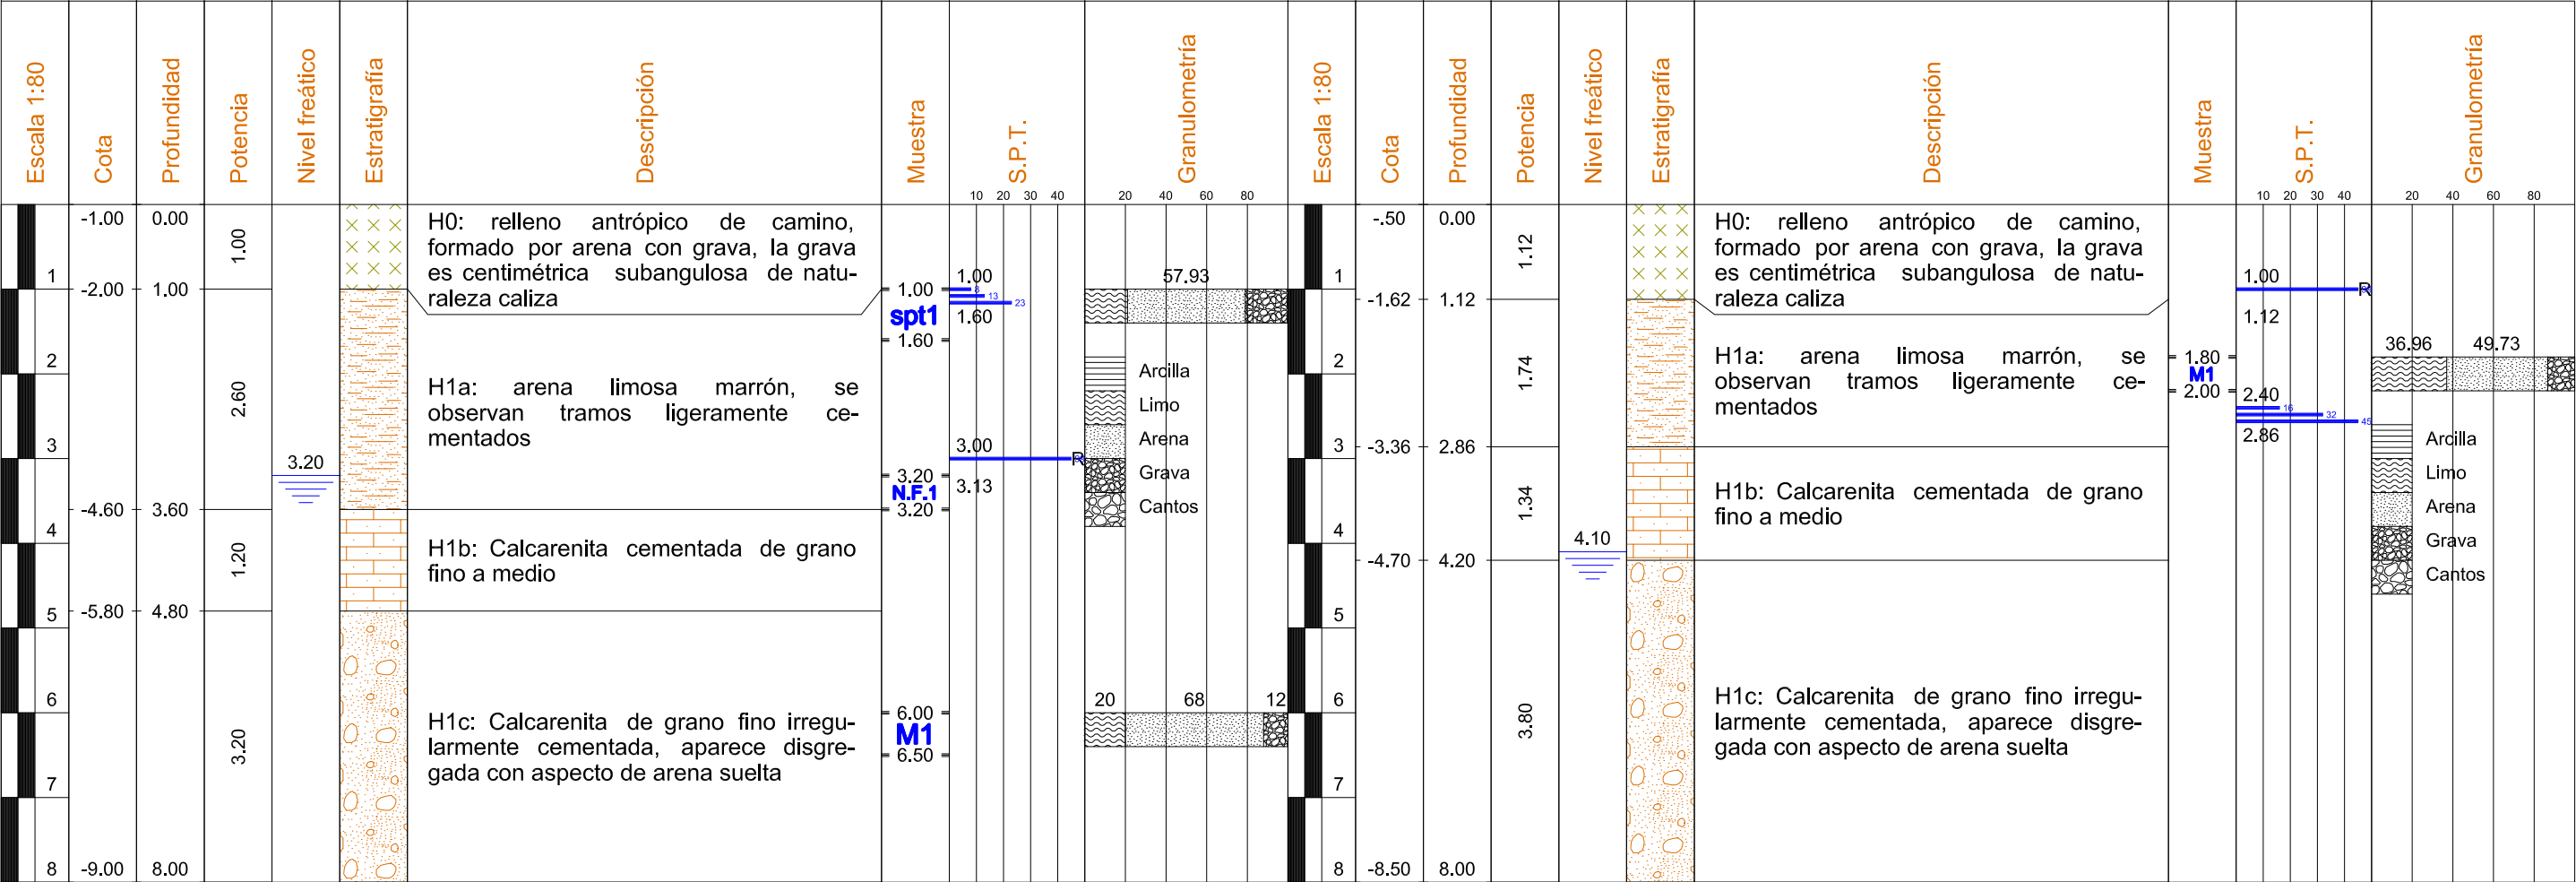 Escala 1:80
Cota
Profundidad
Potencia
Nivel freático
Estratigrafía
Descripción
Muestra
S.P.T.
Granulometría
10 20 30 40
20 40 60 80
-1.00 0.00
1.00
H0: relleno antrópico de camino,
formado por arena con grava, la grava
es centimétrica subangulosa de natu-
raleza caliza
1
-2.00 1.00
1.00
spt1
1.60
1.00
8
13
23
1.60
57.93
2
2.60
H1a: arena limosa marrón, se
observan tramos ligeramente ce-
mentados
3
3.20
3.20
N.F.1
3.20
3.00
R
3.13
Arcilla
Limo
Arena
Grava
Cantos
-4.60 3.60
4
1.20
H1b: Calcarenita cementada de grano
fino a medio
5
-5.80 4.80
6
3.20
H1c: Calcarenita de grano fino irregu-
larmente cementada, aparece disgre-
gada con aspecto de arena suelta
6.00
M1
6.50
20 68 12
7
8
-9.00 8.00
Escala 1:80
Cota
Profundidad
Potencia
Nivel freático
Estratigrafía
Descripción
Muestra
S.P.T.
Granulometría
10 20 30 40
20 40 60 80
-.50 0.00
1.12
H0: relleno antrópico de camino,
formado por arena con grava, la grava
es centimétrica subangulosa de natu-
raleza caliza
1
-1.62 1.12
1.00
R
1.12
2
1.74
H1a: arena limosa marrón, se
observan tramos ligeramente ce-
mentados
1.80
M1
2.00
2.40
16
32
45
2.86
36.96 49.73
3
-3.36 2.86
1.34
H1b: Calcarenita cementada de grano
fino a medio
Arcilla
Limo
Arena
Grava
Cantos
4
4.10
-4.70 4.20
5
6
3.80
H1c: Calcarenita de grano fino irregu-
larmente cementada, aparece disgre-
gada con aspecto de arena suelta
7
8
-8.50 8.00